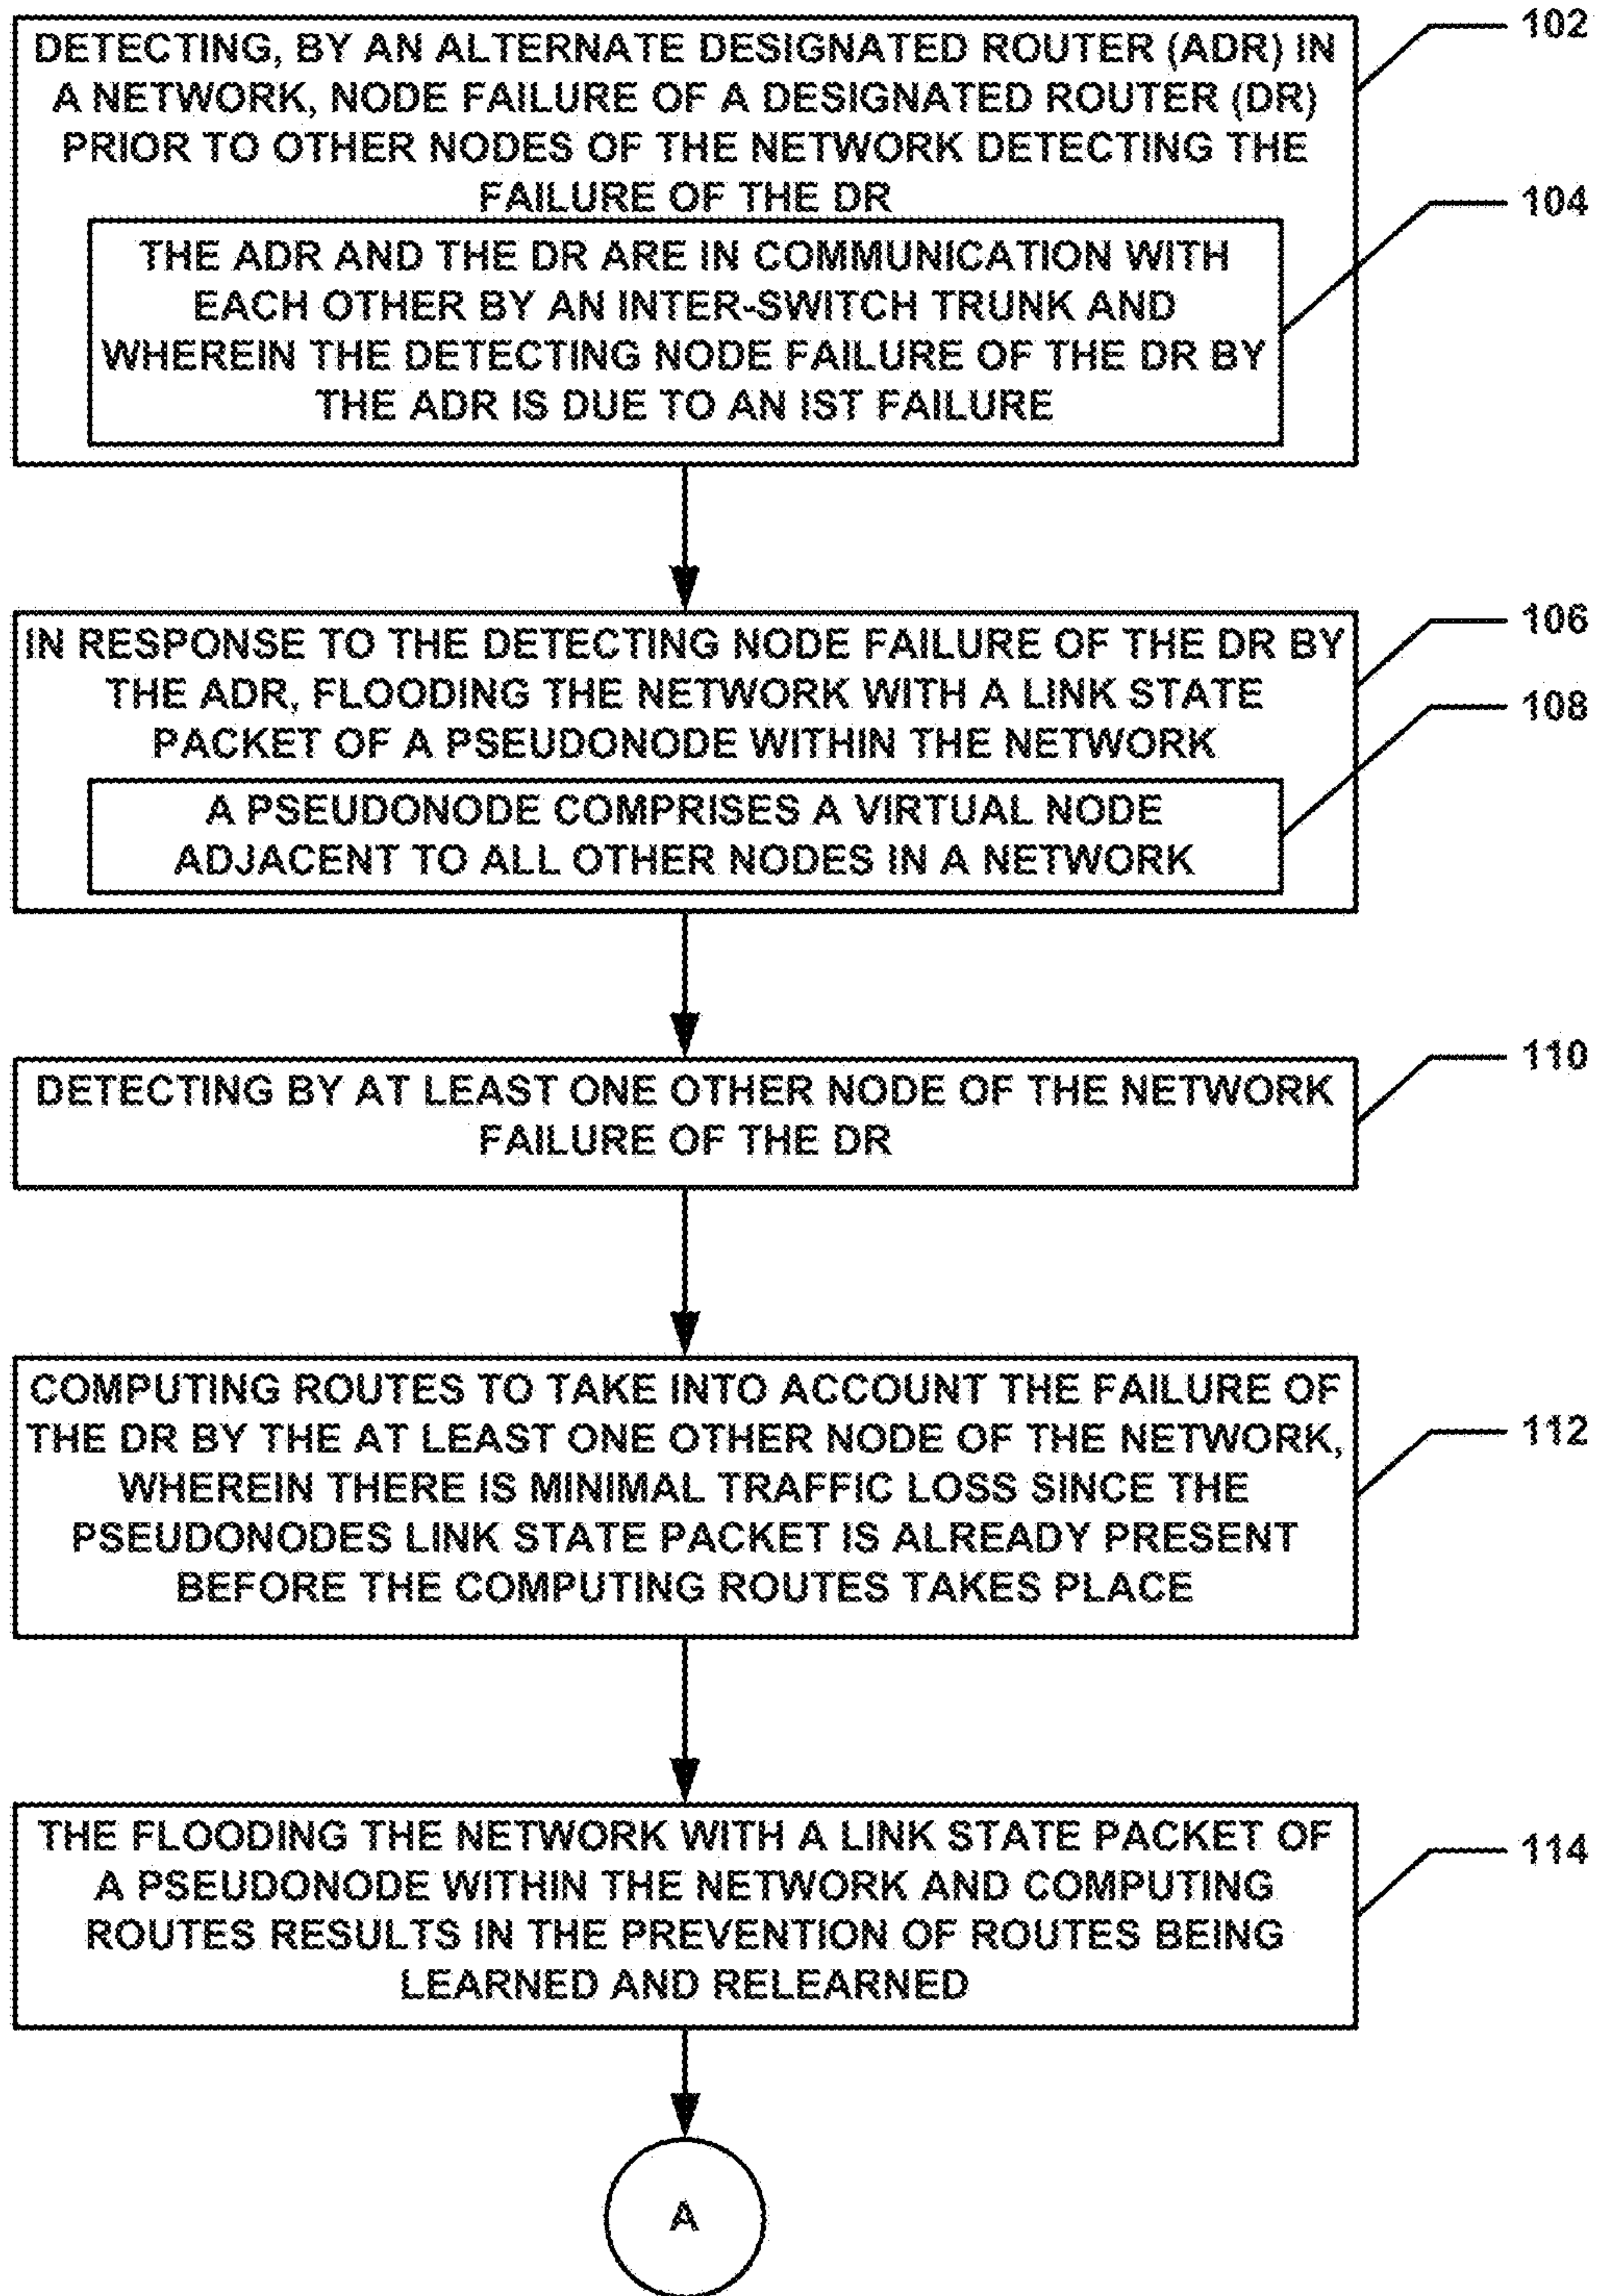 DETECTING, BY AN ALTERNATE DESIGNATED ROUTER (ADR) IN
A NETWORK, NODE FAILURE OF A DESIGNATED ROUTER (DR)
PRIOR TO OTHER NODES OF THE NETWORK DETECTING THE
FAILURE OF THE DR
102
THE ADR AND THE DR ARE IN COMMUNICATION WITH
EACH OTHER BY AN INTER-SWITCH TRUNK AND
WHEREIN THE DETECTING NODE FAILURE OF THE DR BY
THE ADR IS DUE TO AN IST FAILURE
104
IN RESPONSE TO THE DETECTING NODE FAILURE OF THE DR BY
THE ADR, FLOODING THE NETWORK WITH A LINK STATE
PACKET OF A PSEUDONODE WITHIN THE NETWORK
106
A PSEUDONODE COMPRISES A VIRTUAL NODE
ADJACENT TO ALL OTHER NODES IN A NETWORK
108
DETECTING BY AT LEAST ONE OTHER NODE OF THE NETWORK
FAILURE OF THE DR
110
COMPUTING ROUTES TO TAKE INTO ACCOUNT THE FAILURE OF
THE DR BY THE AT LEAST ONE OTHER NODE OF THE NETWORK,
WHEREIN THERE IS MINIMAL TRAFFIC LOSS SINCE THE
PSEUDONODES LINK STATE PACKET IS ALREADY PRESENT
BEFORE THE COMPUTING ROUTES TAKES PLACE
112
THE FLOODING THE NETWORK WITH A LINK STATE PACKET OF
A PSEUDONODE WITHIN THE NETWORK AND COMPUTING
ROUTES RESULTS IN THE PREVENTION OF ROUTES BEING
LEARNED AND RELEARNED
114
A